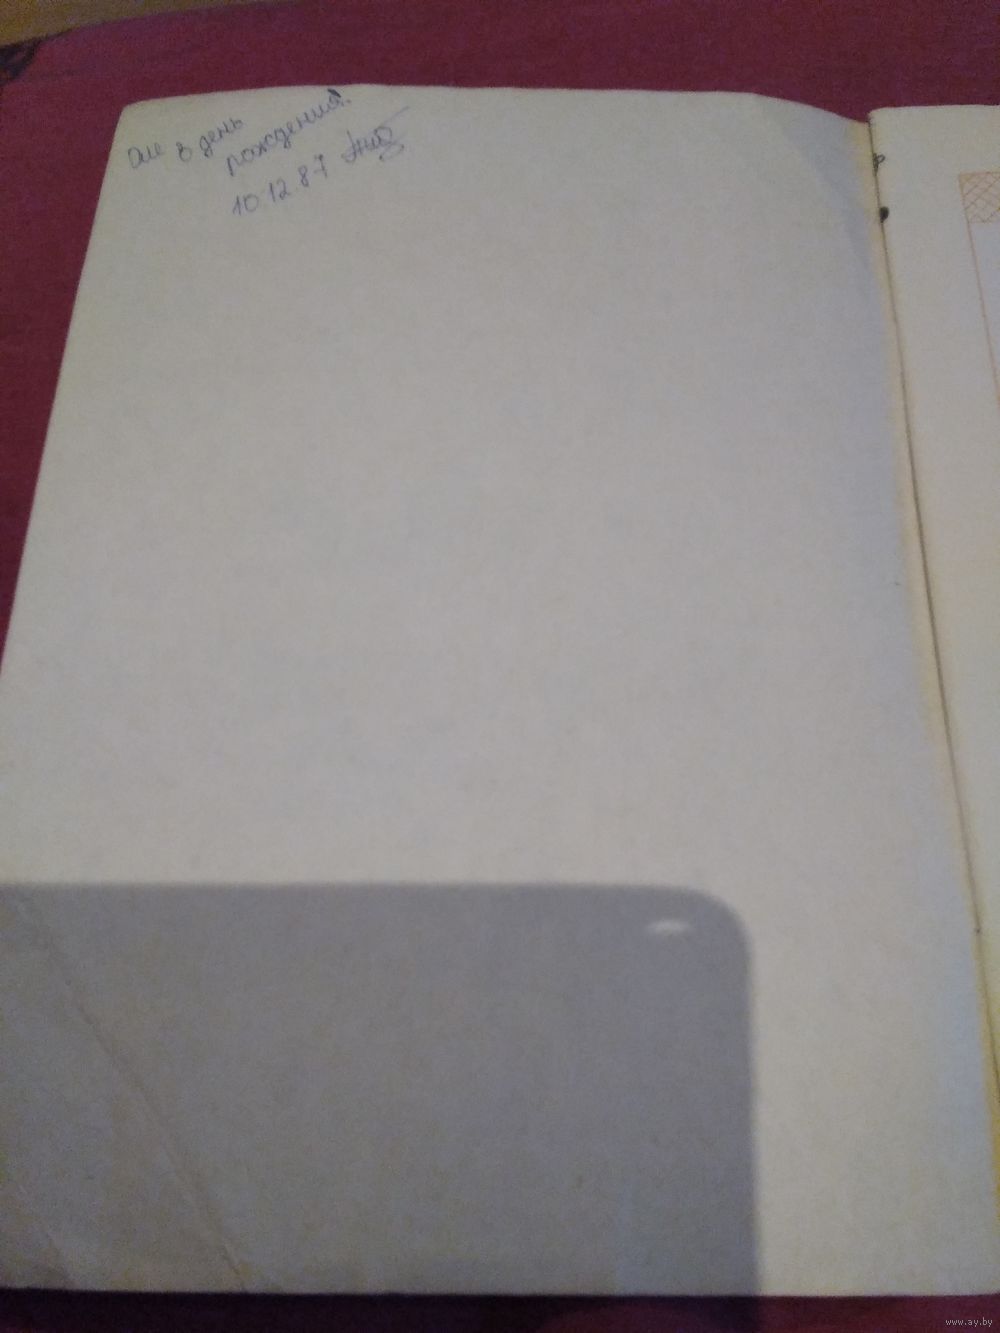 Оле в день
рождения.
10.12.87
www.ay.by